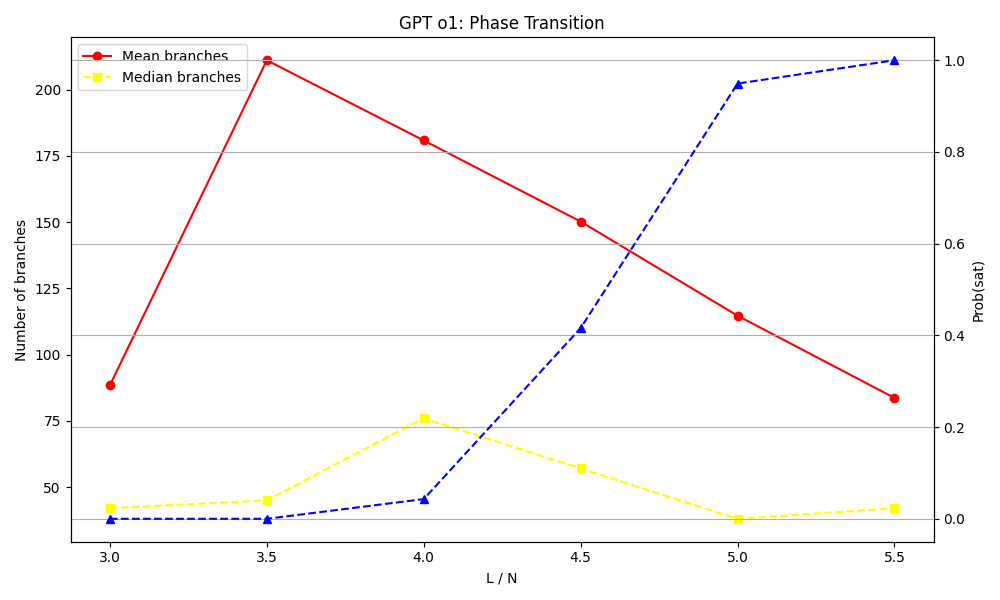 GPT o1: Phase Transition
Mean branches
Median branches
Number of branches
200
175
150
125
100
75
50
1.0
0.8
0.6
0.4
0.2
0.0
Prob(sat)
3.0 3.5 4.0 4.5 5.0 5.5
L / N